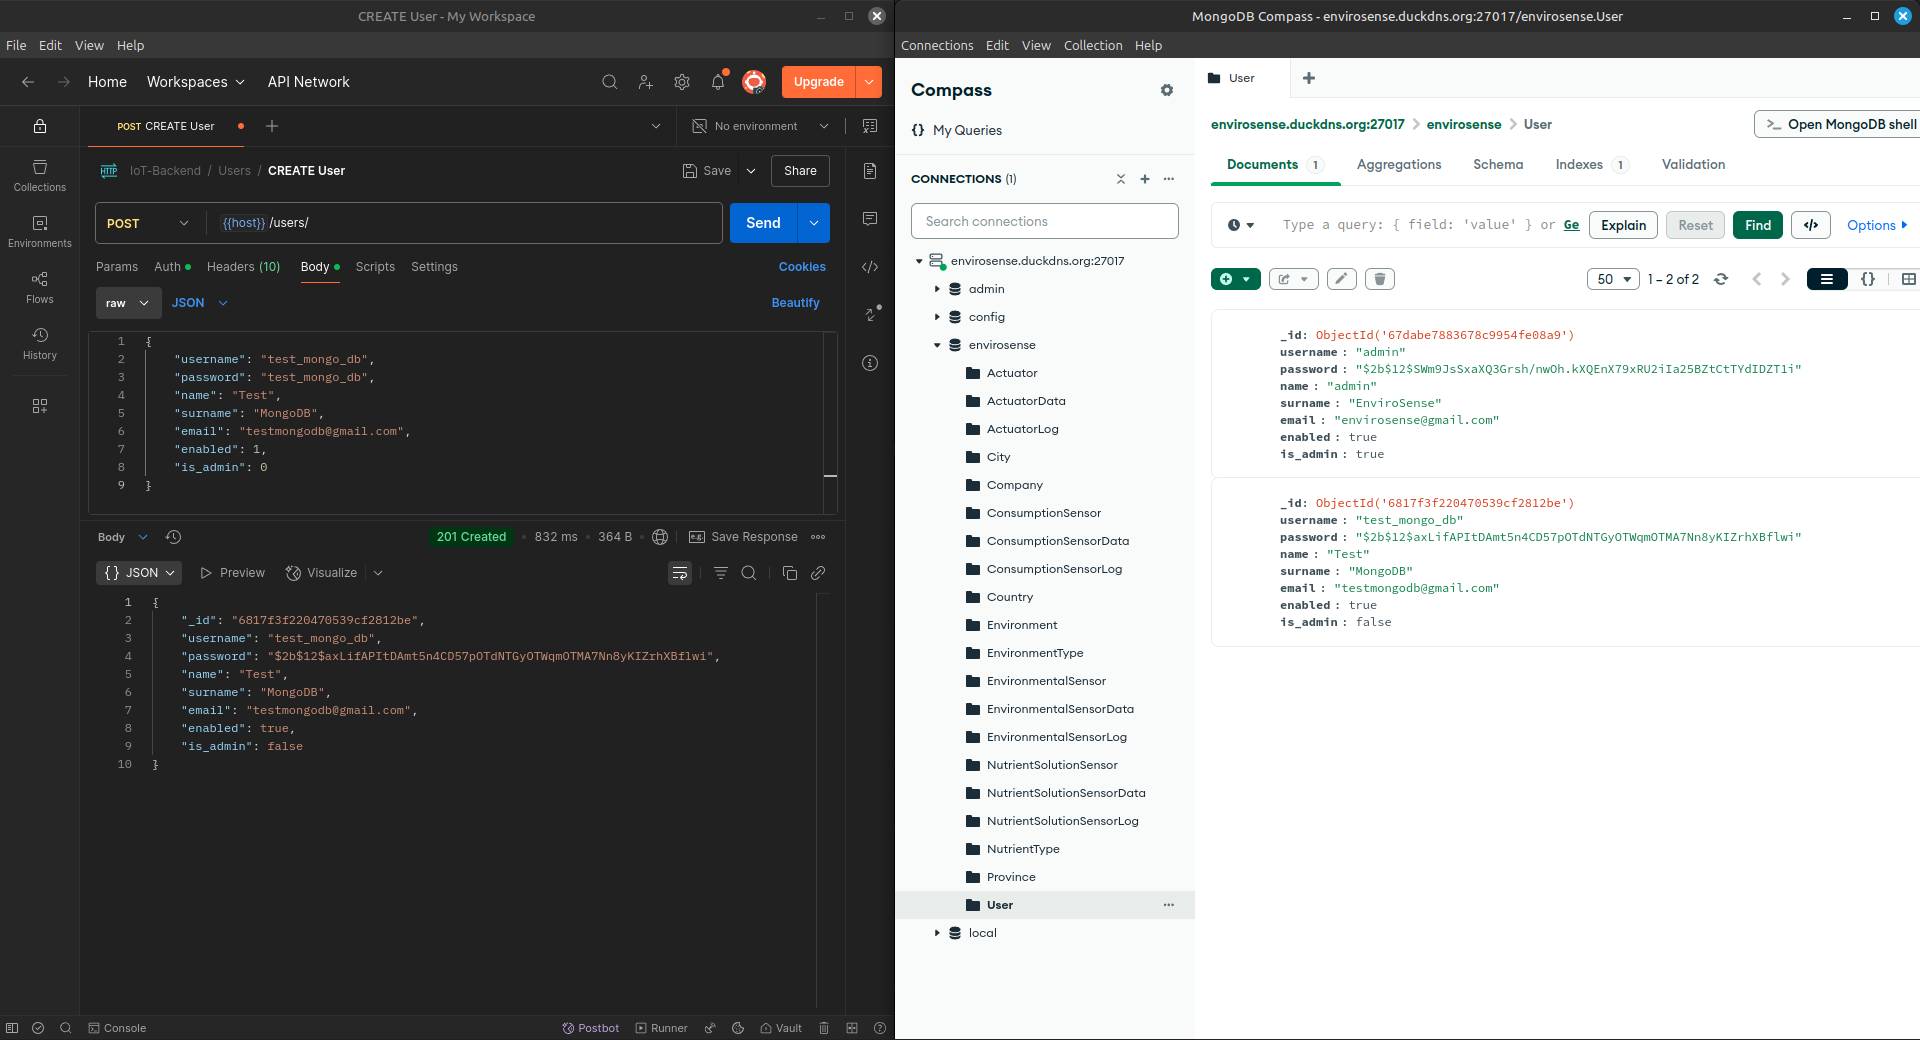 CREATE User - My Workspace
File Edit View Help
Home Workspaces API Network Upgrade
POST CREATE User No environment
IoT-Backend / Users / CREATE User Save Share
POST {{host}} /users/ Send
Params Auth Headers (10) Body Scripts Settings Cookies
raw JSON Beautify
1 {
2 "username": "test_mongo_db",
3 "password": "test_mongo_db",
4 "name": "Test",
5 "surname": "MongoDB",
6 "email": "testmongodb@gmail.com",
7 "enabled": 1,
8 "is_admin": 0
9 }
Body 201 Created 832 ms 364 B Save Response
{} JSON Preview Visualize
1 {
2 "_id": "6817f3f220470539cf2812be",
3 "username": "test_mongo_db",
4 "password": "$2b$12$axLifAPItDAmt5n4CD57pOTdNTGyOTWqmOTMA7Nn8yKIZrhXBflwi",
5 "name": "Test",
6 "surname": "MongoDB",
7 "email": "testmongodb@gmail.com",
8 "enabled": true,
9 "is_admin": false
10 }
Collections
Environments
Flows
History
Console Postbot Runner Vault
MongoDB Compass - envirosense.duckdns.org:27017/envirosense.User
Connections Edit View Collection Help
Compass
{} My Queries
CONNECTIONS (1)
Search connections
envirosense.duckdns.org:27017
admin
config
envirosense
Actuator
ActuatorData
ActuatorLog
City
Company
ConsumptionSensor
ConsumptionSensorData
ConsumptionSensorLog
Country
Environment
EnvironmentType
EnvironmentalSensor
EnvironmentalSensorData
EnvironmentalSensorLog
NutrientSolutionSensor
NutrientSolutionSensorData
NutrientSolutionSensorLog
NutrientType
Province
User
local
User
envirosense.duckdns.org:27017 > envirosense > User
>_ Open MongoDB shell
Documents 1 Aggregations Schema Indexes 1 Validation
Type a query: { field: 'value' } or Ge Explain Reset Find </> Options
50 1 – 2 of 2 {}
_id: ObjectId('67dabe7883678c9954fe08a9')
username : "admin"
password : "$2b$12$SWm9JsSxaXQ3Grsh/nwOh.kXQEnX79xRU2iIa25BZtCtTYdIDZT1i"
name : "admin"
surname : "EnviroSense"
email : "envirosense@gmail.com"
enabled : true
is_admin : true
_id: ObjectId('6817f3f220470539cf2812be')
username : "test_mongo_db"
password : "$2b$12$axLifAPItDAmt5n4CD57pOTdNTGyOTWqmOTMA7Nn8yKIZrhXBflwi"
name : "Test"
surname : "MongoDB"
email : "testmongodb@gmail.com"
enabled : true
is_admin : false